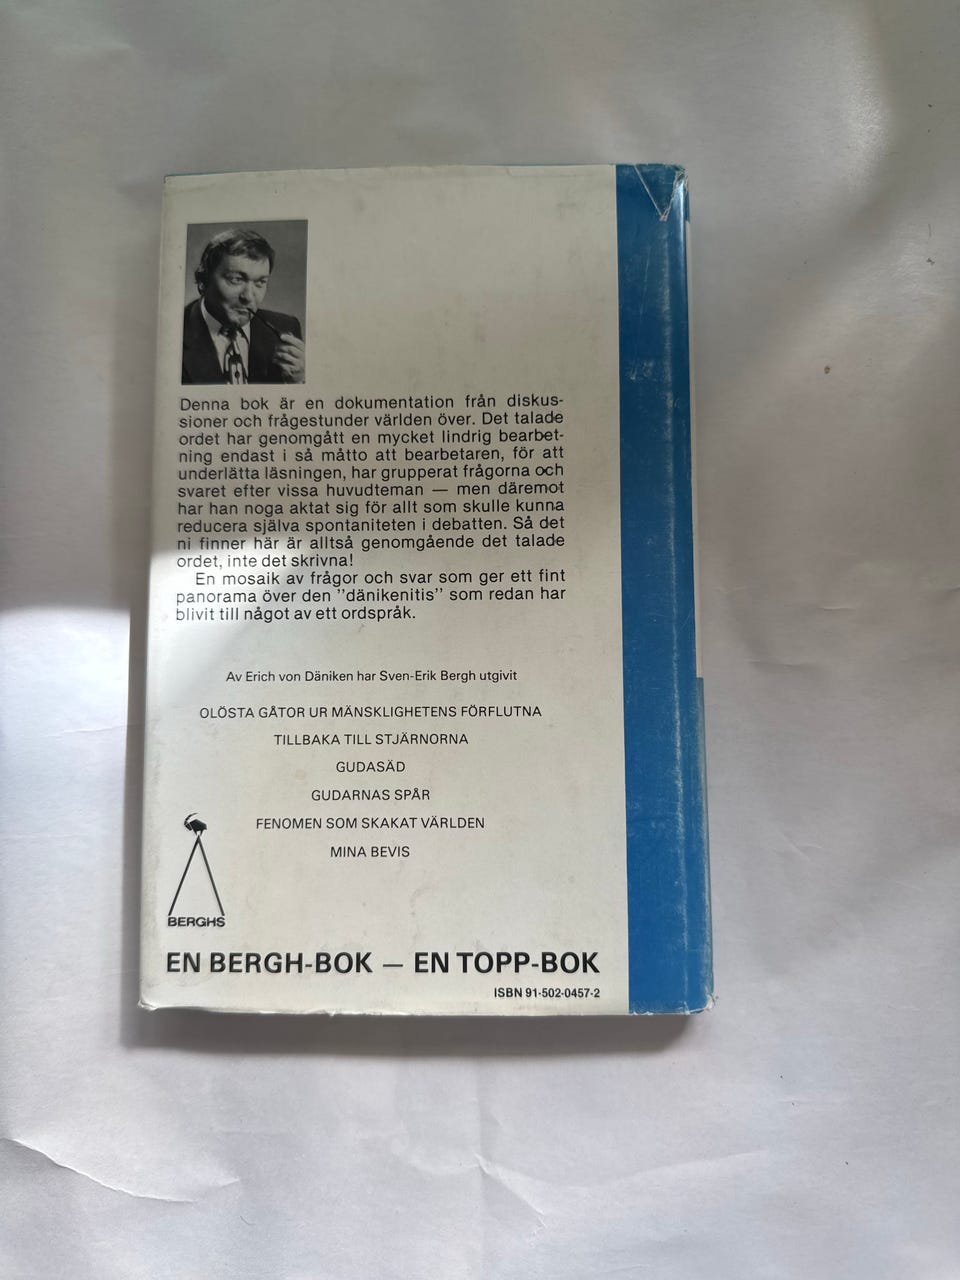 Denna bok är en dokumentation från diskus-
sioner och frågestunder världen över. Det talade
ordet har genomgått en mycket lindrig bearbet-
ning endast i så måtto att bearbetaren, för att
underlätta läsningen, har grupperat frågorna och
svaret efter vissa huvudteman — men däremot
har han noga aktat sig för allt som skulle kunna
reducera själva spontaniteten i debatten. Så det
ni finner här är alltså genomgående det talade
ordet, inte det skrivna!
En mosaik av frågor och svar som ger ett fint
panorama över den "dänikenitis" som redan har
blivit till något av ett ordspråk.
Av Erich von Däniken har Sven-Erik Bergh utgivit
OLÖSTA GÅTOR UR MÄNSKLIGHETENS FÖRFLUTNA
TILLBAKA TILL STJÄRNORNA
GUDASÄD
GUDARNAS SPÅR
FENOMEN SOM SKAKAT VÄRLDEN
MINA BEVIS
BERGHS
EN BERGH-BOK — EN TOPP-BOK
ISBN 91-502-0457-2